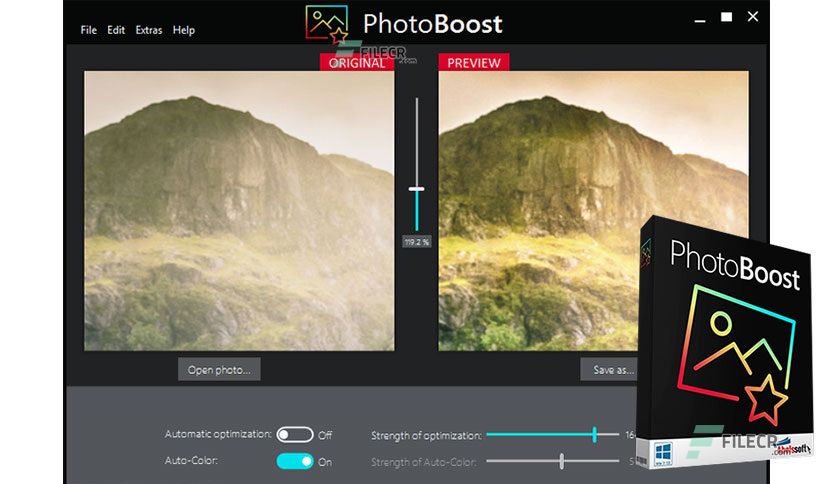 File Edit Extras Help
PhotoBoost
FILECR
.com
ORIGINAL
PREVIEW
119.2 %
Open photo...
Save as...
Automatic optimization: Off
Strength of optimization: 16
Auto-Color: On
Strength of Auto-Color:
PhotoBoost
FILECR
.com
Abelssoft